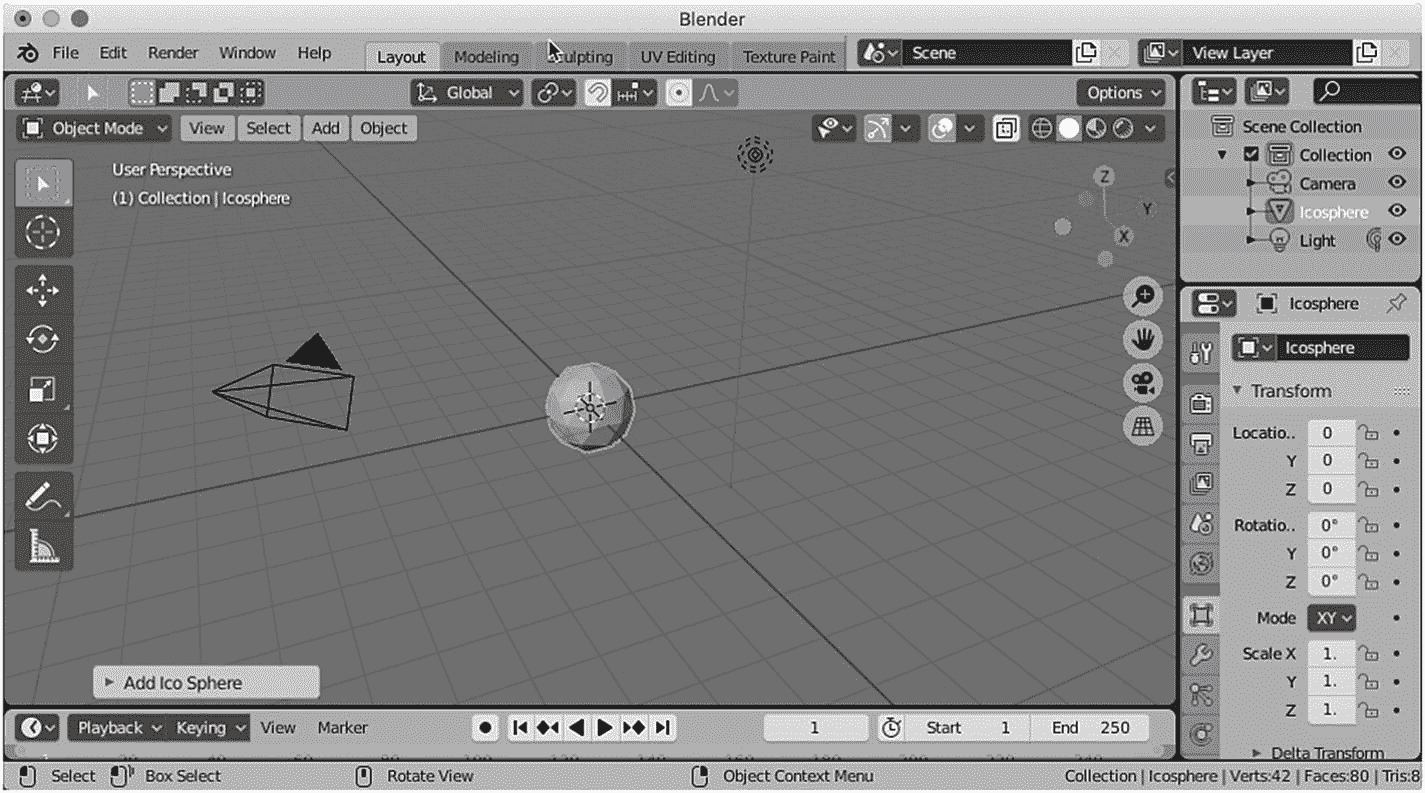 Blender
File Edit Render Window Help Layout Modeling Sculpting UV Editing Texture Paint Scene View Layer
Global Options
Object Mode View Select Add Object
User Perspective
(1) Collection | Icosphere
Z
Y
X
Scene Collection
Collection
Camera
Icosphere
Light
Icosphere
Icosphere
Transform
Locatio.. 0
Y 0
Z 0
Rotatio.. 0°
Y 0°
Z 0°
Mode XY
Scale X 1.
Y 1.
Z 1.
Delta Transform
Add Ico Sphere
Playback Keying View Marker 1 Start 1 End 250
Select Box Select Rotate View Object Context Menu Collection | Icosphere | Verts:42 | Faces:80 | Tris:8